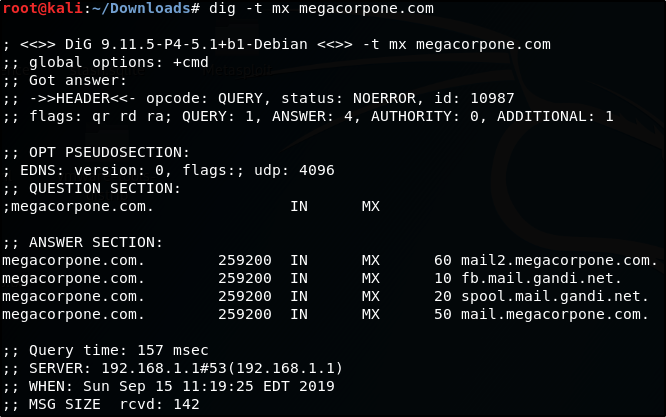 root@kali:~/Downloads# dig -t mx megacorpone.com

; <<>> DiG 9.11.5-P4-5.1+b1-Debian <<>> -t mx megacorpone.com
;; global options: +cmd
;; Got answer:
;; ->>HEADER<<- opcode: QUERY, status: NOERROR, id: 10987
;; flags: qr rd ra; QUERY: 1, ANSWER: 4, AUTHORITY: 0, ADDITIONAL: 1

;; OPT PSEUDOSECTION:
; EDNS: version: 0, flags:; udp: 4096
;; QUESTION SECTION:
;megacorpone.com.		IN	MX

;; ANSWER SECTION:
megacorpone.com.	259200	IN	MX	60 mail2.megacorpone.com.
megacorpone.com.	259200	IN	MX	10 fb.mail.gandi.net.
megacorpone.com.	259200	IN	MX	20 spool.mail.gandi.net.
megacorpone.com.	259200	IN	MX	50 mail.megacorpone.com.

;; Query time: 157 msec
;; SERVER: 192.168.1.1#53(192.168.1.1)
;; WHEN: Sun Sep 15 11:19:25 EDT 2019
;; MSG SIZE  rcvd: 142